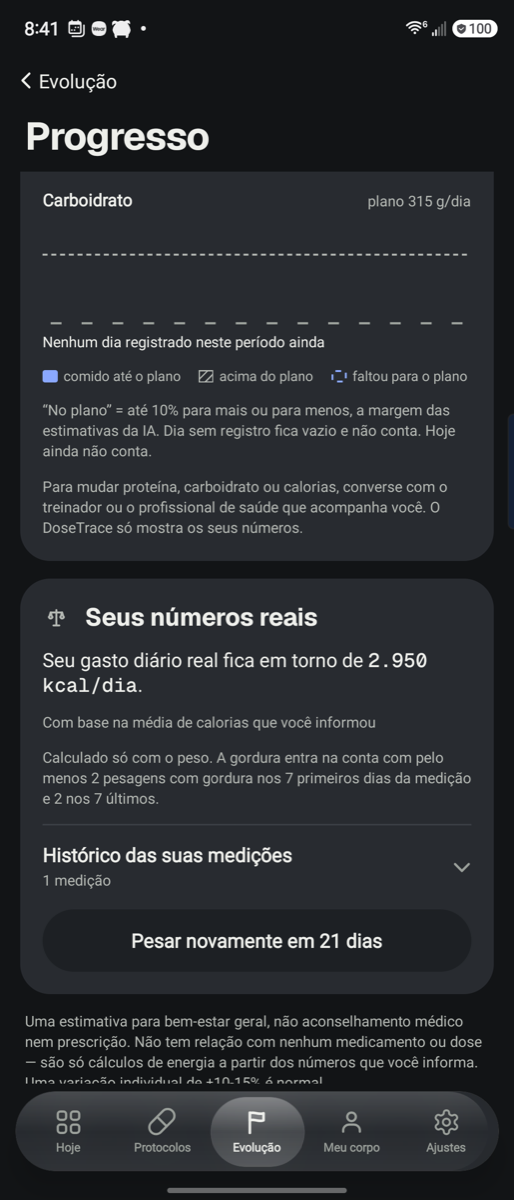 8:41
100
Evolução
Progresso
Carboidrato
plano 315 g/dia
Nenhum dia registrado neste período ainda
comido até o plano
acima do plano
faltou para o plano
“No plano” = até 10% para mais ou para menos, a margem das
estimativas da IA. Dia sem registro fica vazio e não conta. Hoje
ainda não conta.
Para mudar proteína, carboidrato ou calorias, converse com o
treinador ou o profissional de saúde que acompanha você. O
DoseTrace só mostra os seus números.
Seus números reais
Seu gasto diário real fica em torno de 2.950
kcal/dia.
Com base na média de calorias que você informou
Calculado só com o peso. A gordura entra na conta com pelo
menos 2 pesagens com gordura nos 7 primeiros dias da medição
e 2 nos 7 últimos.
Histórico das suas medições
1 medição
Pesar novamente em 21 dias
Uma estimativa para bem-estar geral, não aconselhamento médico
nem prescrição. Não tem relação com nenhum medicamento ou dose
— são só cálculos de energia a partir dos números que você informa.
Uma variação individual de ±10-15% é normal
Hoje
Protocolos
Evolução
Meu corpo
Ajustes